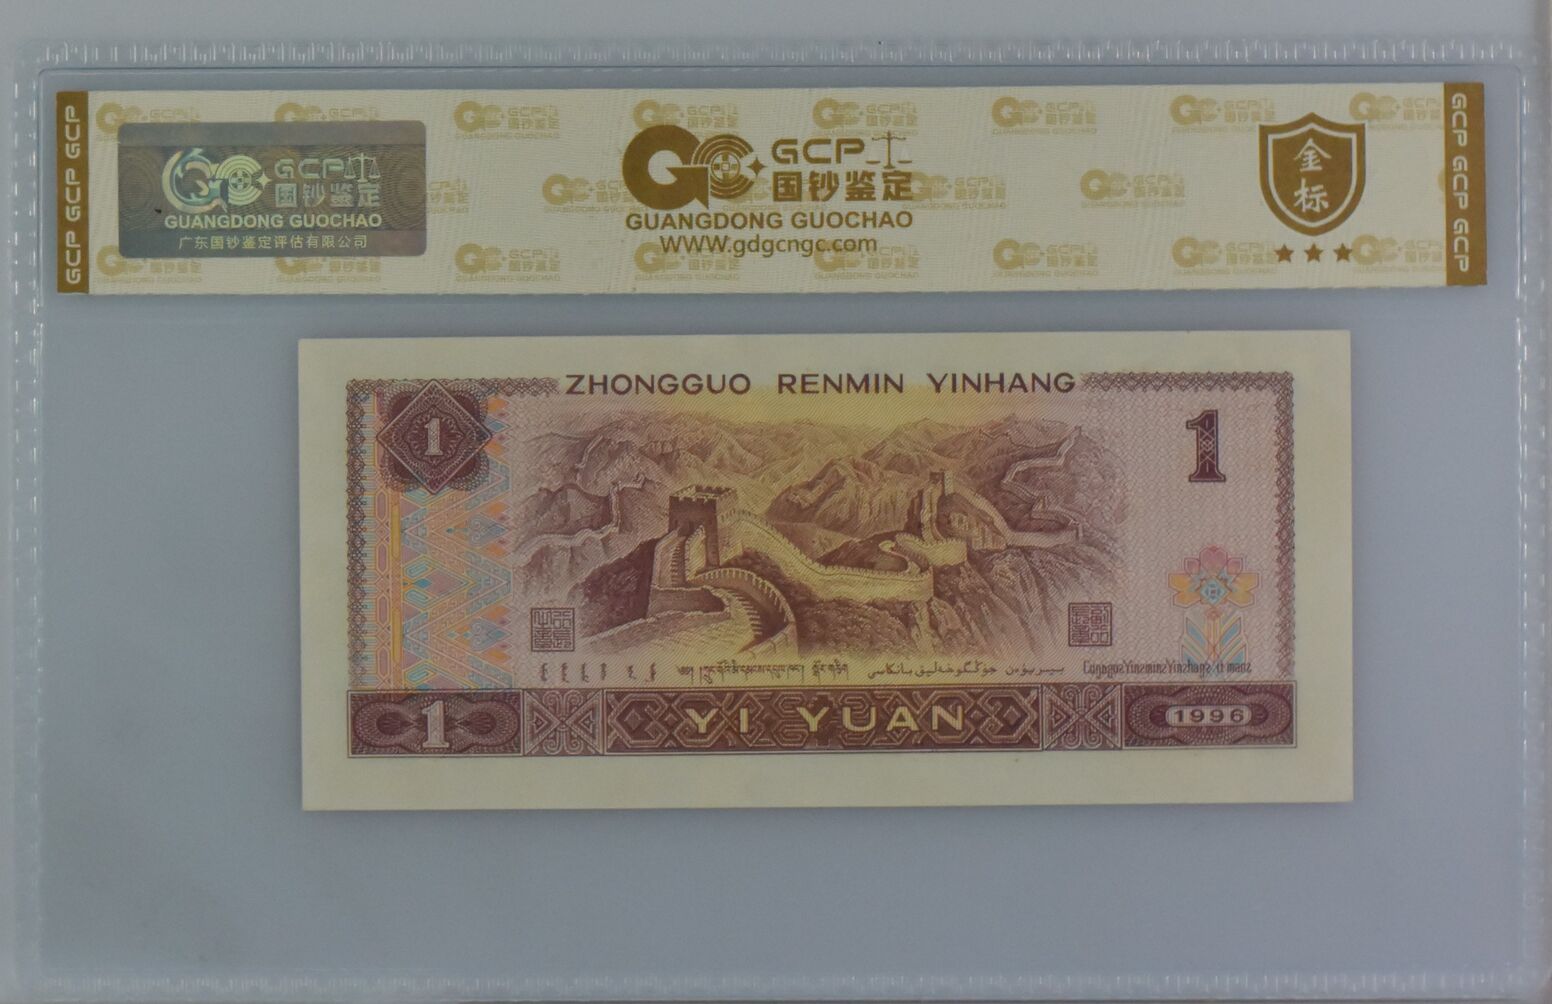 GCP GCP GCP
GCP
国钞鉴定
GUANGDONG GUOCHAO
广东国钞鉴定评估有限公司
GCP
国钞鉴定
GUANGDONG GUOCHAO
WWW.gdgcngc.com
金
标
GCP GCP GCP
ZHONGGUO RENMIN YINHANG
1
1
1
YI YUAN
1996